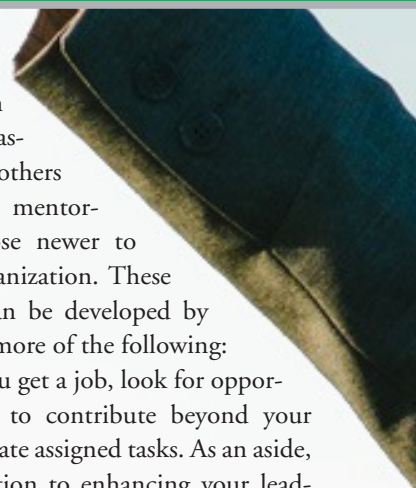 as-
others
mentor-
se newer to
anization. These
n be developed by
more of the following:
u get a job, look for oppor-
to contribute beyond your
ate assigned tasks. As an aside,
tion to enhancing your lead-